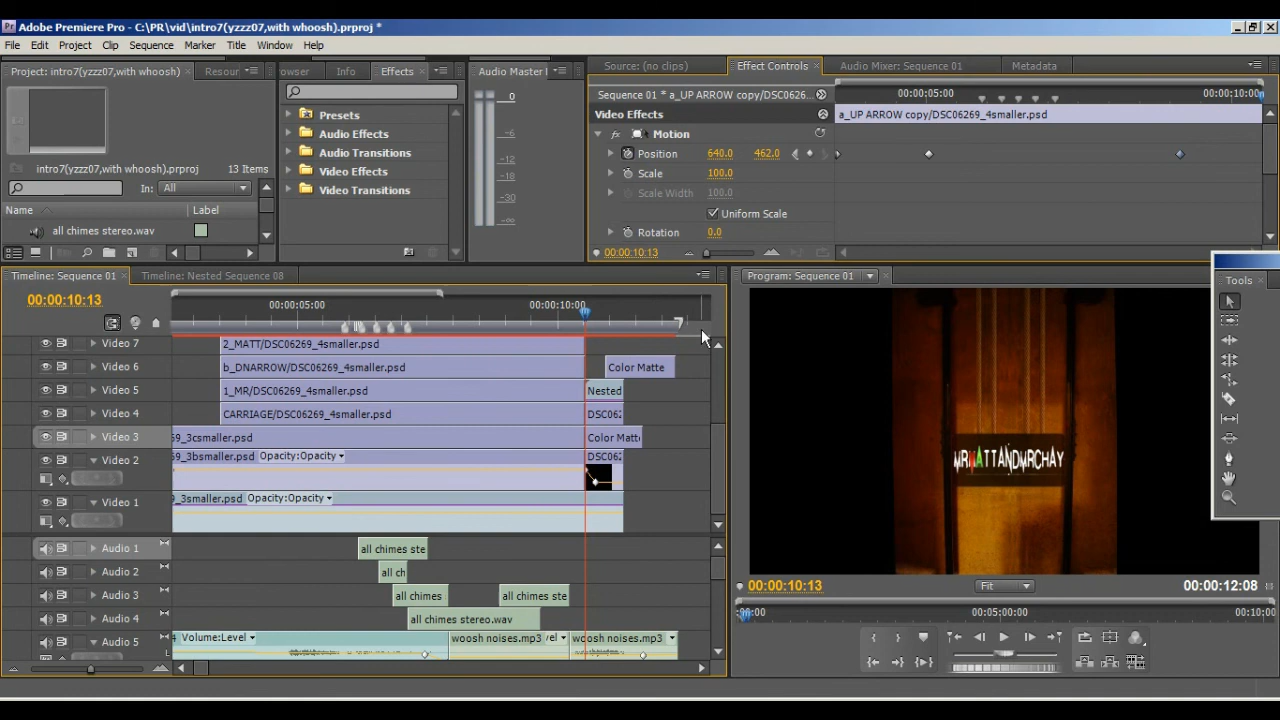 Adobe Premiere Pro - C:\PR\vid\intro7(yzzz07,with whoosh).prproj *
File Edit Project Clip Sequence Marker Title Window Help
Project: intro7(yzzz07,with whoosh) × Resour
owser Info Effects ×
Audio Master
Source: (no clips) Effect Controls × Audio Mixer: Sequence 01 Metadata
Sequence 01 * a_UP ARROW copy/DSC0626...
00:00:05:00 00:00:10:00
a_UP ARROW copy/DSC06269_4smaller.psd
Video Effects
fx Motion
Position 640.0 462.0
Scale 100.0
Scale Width 100.0
Uniform Scale
Rotation 0.0
00:00:10:13
intro7(yzzz07,with whoosh).prproj
13 Items
In: All
Name Label
all chimes stereo.wav
Presets
Audio Effects
Audio Transitions
Video Effects
Video Transitions
0
-6
-12
-18
-30
-∞
Timeline: Sequence 01 × Timeline: Nested Sequence 08
00:00:10:13
00:00:05:00 00:00:10:00
Video 7 2_MATT/DSC06269_4smaller.psd
Video 6 b_DNARROW/DSC06269_4smaller.psd Color Matte
Video 5 1_MR/DSC06269_4smaller.psd Nested
Video 4 CARRIAGE/DSC06269_4smaller.psd DSC062
Video 3 69_3csmaller.psd Color Matt
Video 2 69_3bsmaller.psd Opacity:Opacity DSC062
Video 1 9_3smaller.psd Opacity:Opacity
Audio 1 all chimes ste
Audio 2 all ch
Audio 3 all chimes all chimes ste
Audio 4 all chimes stereo.wav
Audio 5 4 Volume:Level woosh noises.mp3 vel woosh noises.mp3
Program: Sequence 01 ×
MRMATTANDMRCHAY
00:00:10:13 Fit 00:00:12:08
00:00 00:05:00:00 00:10:0
Tools